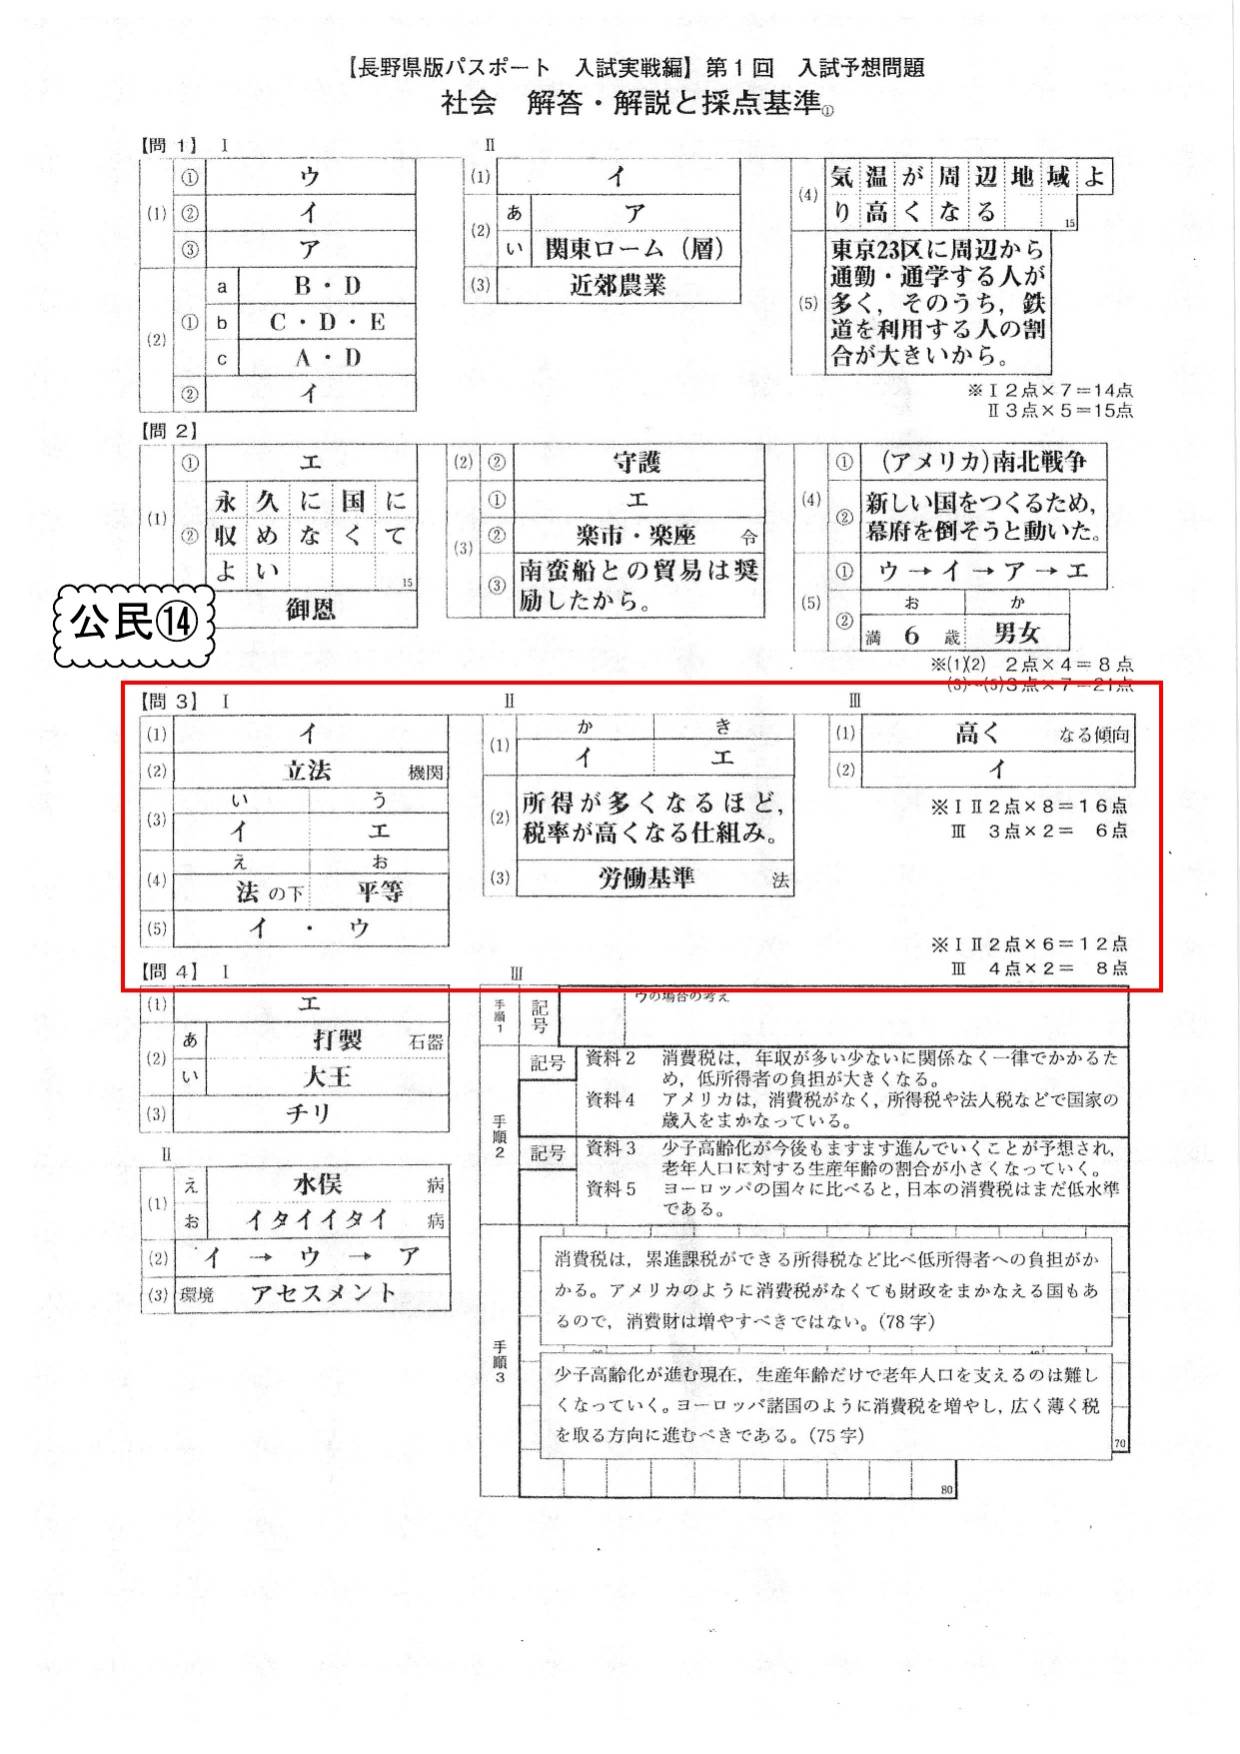 【長野県版パスポート　入試実戦編】第１回　入試予想問題
社会　解答・解説と採点基準①
【問 1】 Ⅰ
(1) ① ウ
② イ
③ ア
(2) ① a B・D
b C・D・E
c A・D
② イ
Ⅱ
(1) イ
(2) あ ア
い 関東ローム（層）
(3) 近郊農業
(4) 気温が周辺地域よ
り高くなる 15
(5) 東京23区に周辺から
通勤・通学する人が
多く，そのうち，鉄
道を利用する人の割
合が大きいから。
※Ⅰ２点×７＝14点
Ⅱ３点×５＝15点
【問 2】
(1) ① エ
② 永久に国に
収めなくて
よい 15
御恩
(2) ② 守護
(3) ① エ
② 楽市・楽座 令
③ 南蛮船との貿易は奨
励したから。
(4) ① （アメリカ）南北戦争
② 新しい国をつくるため，
幕府を倒そうと動いた。
(5) ① ウ→イ→ア→エ
② お か
満 6 歳 男女
※(1)(2)　２点×４＝８点
(3)～(5)３点×７＝21点
公民⑭
【問 3】 Ⅰ
(1) イ
(2) 立法 機関
(3) い う
イ エ
(4) え お
法 の下 平等
(5) イ・ウ
Ⅱ
(1) か き
イ エ
(2) 所得が多くなるほど，
税率が高くなる仕組み。
(3) 労働基準 法
Ⅲ
(1) 高く なる傾向
(2) イ
※ⅠⅡ２点×８＝１６点
Ⅲ　３点×２＝　６点
※ⅠⅡ２点×６＝１２点
Ⅲ　４点×２＝　８点
【問 4】 Ⅰ
(1) エ
(2) あ 打製 石器
い 大王
(3) チリ
Ⅱ
(1) え 水俣 病
お イタイイタイ 病
(2) イ → ウ → ア
(3) 環境 アセスメント
Ⅲ
手順1 記号 ウの場合の考え
手順2 記号 資料２ 消費税は，年収が多い少ないに関係なく一律でかかるた
め，低所得者の負担が大きくなる。
資料４ アメリカは，消費税がなく，所得税や法人税などで国家の
歳入をまかなっている。
記号 資料３ 少子高齢化が今後もますます進んでいくことが予想され，
老年人口に対する生産年齢の割合が小さくなっていく。
資料５ ヨーロッパの国々に比べると，日本の消費税はまだ低水準
である。
手順3
消費税は，累進課税ができる所得税など比べ低所得者への負担がか
かる。アメリカのように消費税がなくても財政をまかなえる国もあ
るので，消費財は増やすべきではない。（78 字）
少子高齢化が進む現在，生産年齢だけで老年人口を支えるのは難し
くなっていく。ヨーロッパ諸国のように消費税を増やし，広く薄く税
を取る方向に進むべきである。（75 字）
70
80